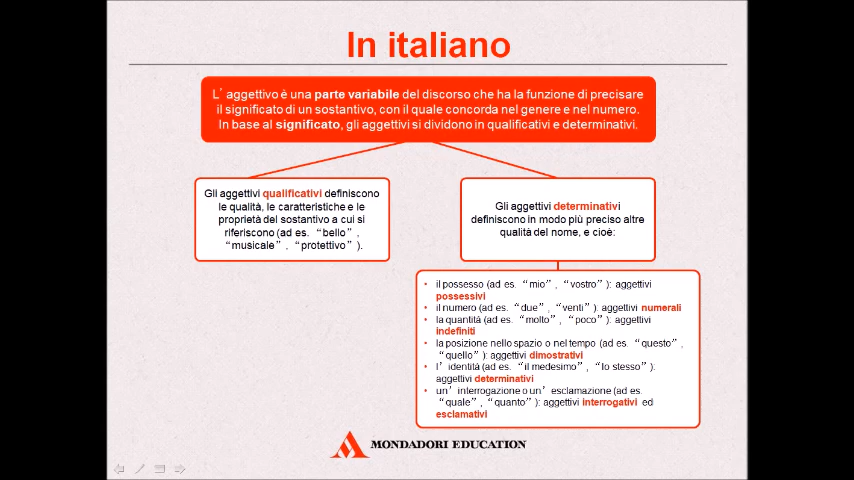 In italiano
L' aggettivo è una parte variabile del discorso che ha la funzione di precisare
il significato di un sostantivo, con il quale concorda nel genere e nel numero.
In base al significato, gli aggettivi si dividono in qualificativi e determinativi.
Gli aggettivi qualificativi definiscono
le qualità, le caratteristiche e le
proprietà del sostantivo a cui si
riferiscono (ad es. “bello”,
“musicale”, “protettivo”).
Gli aggettivi determinativi
definiscono in modo più preciso altre
qualità del nome, e cioè:
• il possesso (ad es. “mio”, “vostro”): aggettivi
possessivi
• il numero (ad es. “due”, “venti”): aggettivi numerali
• la quantità (ad es. “molto”, “poco”): aggettivi
indefiniti
• la posizione nello spazio o nel tempo (ad es. “questo”,
“quello”): aggettivi dimostrativi
• l' identità (ad es. “il medesimo”, “lo stesso”):
aggettivi determinativi
• un' interrogazione o un' esclamazione (ad es.
“quale”, “quanto”): aggettivi interrogativi ed
esclamativi
MONDADORI EDUCATION